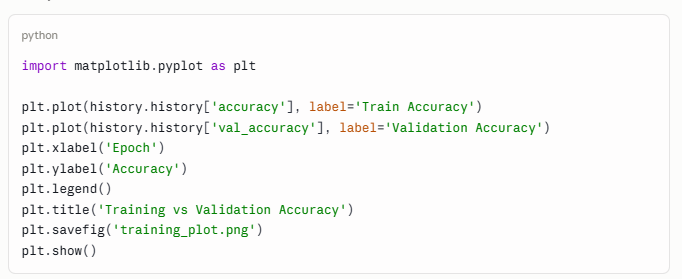 python
import matplotlib.pyplot as plt
plt.plot(history.history['accuracy'], label='Train Accuracy')
plt.plot(history.history['val_accuracy'], label='Validation Accuracy')
plt.xlabel('Epoch')
plt.ylabel('Accuracy')
plt.legend()
plt.title('Training vs Validation Accuracy')
plt.savefig('training_plot.png')
plt.show()